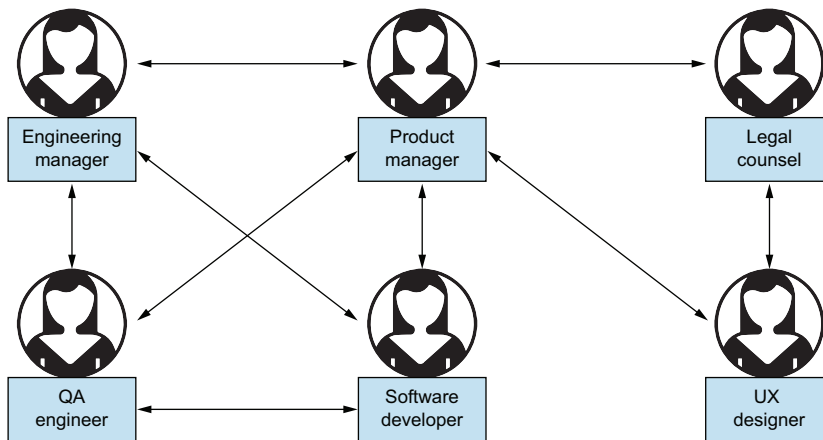 Engineering
manager
Product
manager
Legal
counsel
QA
engineer
Software
developer
UX
designer